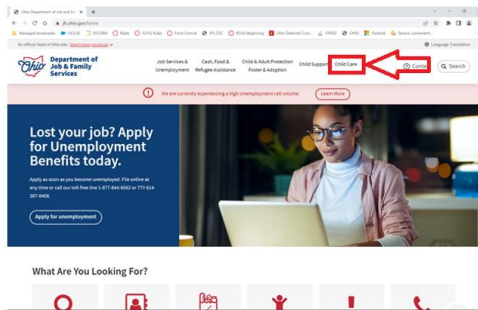 Ohio Department of Job and Fa
jfs.ohio.gov/home
Managed bookmarks
OCCRRA
Rules
Form Central
Outlook
An official State of Ohio site. Here's how you know
Language Translation
Ohio
Department of
Job & Family
Services
Job Services &
Unemployment
Cash, Food &
Refugee Assistance
Child & Adult Protection
Foster & Adoption
Child Support
Child Care
Search
We are currently experiencing a high Unemployment call volume.
Learn More
Lost your job? Apply
for Unemployment
Benefits today.
Apply as soon as you become unemployed. File online at
any time or call our toll-free line 1-877-644-6562 or TTY 614-
387-8408.
Apply for unemployment
What Are You Looking For?